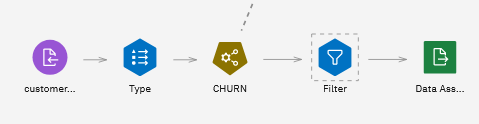 customer...
Type
CHURN
Filter
Data Ass...